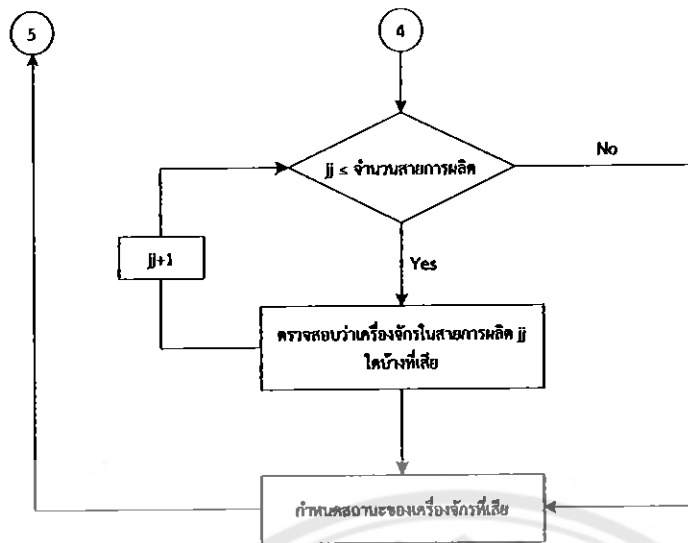 5
4
jj ≤ จำนวนสายการผลิต
No
jj+1
Yes
ตรวจสอบว่าเครื่องจักรในสายการผลิต jj
ใดบ้างที่เสีย
กำหนดสถานะของเครื่องจักรที่เสีย